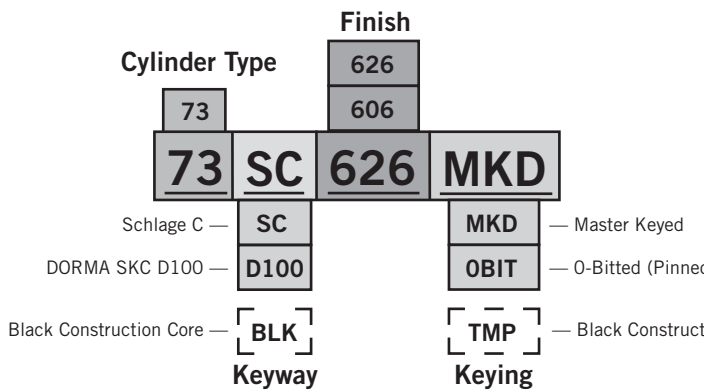 Finish
Cylinder Type
626
606
73
73 SC 626 MKD
Schlage C — SC
MKD — Master Keyed
DORMA SKC D100 — D100
0BIT — 0-Bitted (Pinned
Black Construction Core — BLK
TMP — Black Construct
Keyway
Keying